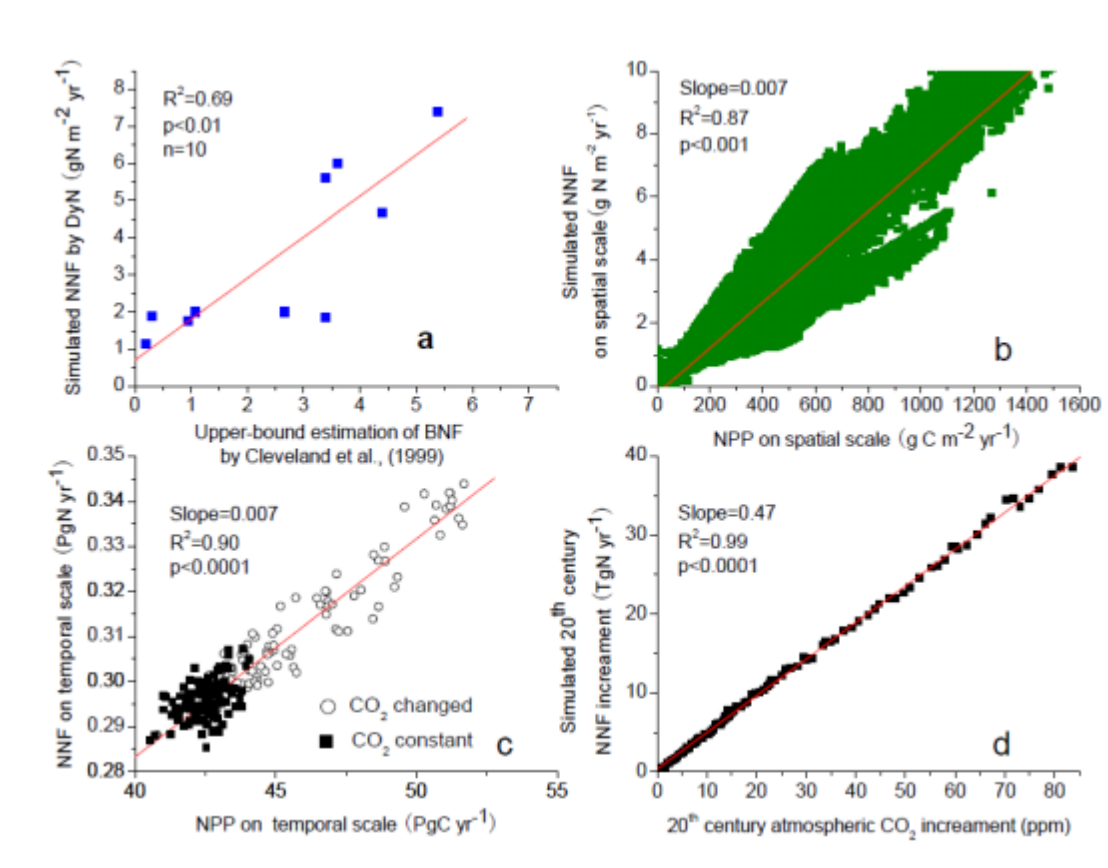 Simulated NNF by DyN (gN m-2 yr-1)
8
7
6
5
4
3
2
1
0
R2=0.69
p<0.01
n=10
a
0 1 2 3 4 5 6 7
Upper-bound estimation of BNF
by Cleveland et al., (1999)
Simulated NNF
on spatial scale (g N m-2 yr-1)
10
8
6
4
2
0
Slope=0.007
R2=0.87
p<0.001
b
0 200 400 600 800 1000 1200 1400 1600
NPP on spatial scale (g C m-2 yr-1)
NNF on temporal scale (PgN yr-1)
0.35
0.34
0.33
0.32
0.31
0.30
0.29
0.28
Slope=0.007
R2=0.90
p<0.0001
CO2 changed
CO2 constant
c
40 45 50 55
NPP on temporal scale (PgC yr-1)
Simulated 20th century
NNF increament (TgN yr-1)
40
30
20
10
0
Slope=0.47
R2=0.99
p<0.0001
d
0 10 20 30 40 50 60 70 80
20th century atmospheric CO2 increament (ppm)